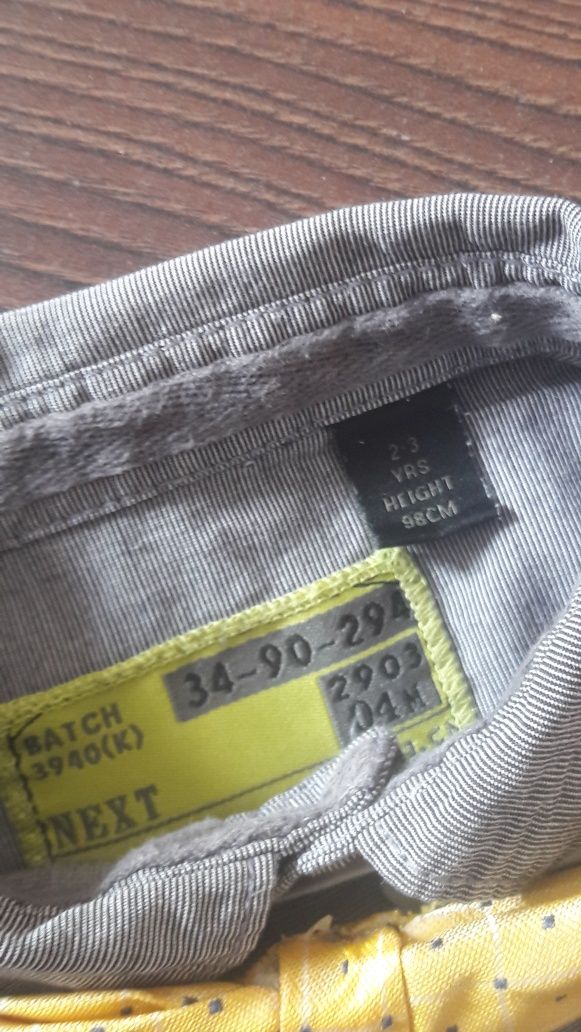 2-3
YRS
HEIGHT
98CM
34-90-294
2903
04M
BATCH
3940(K)
NEXT